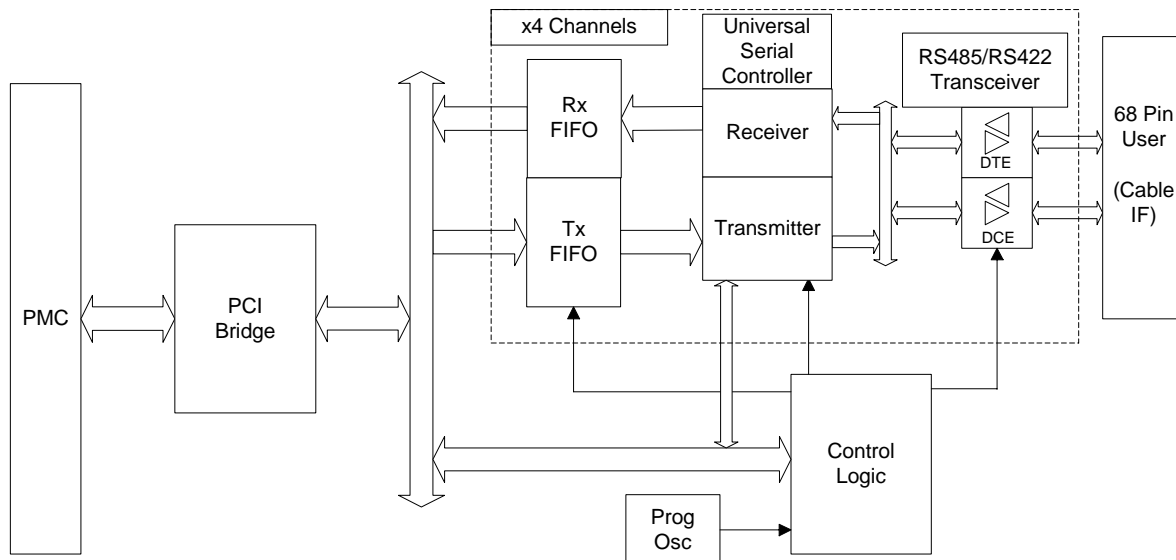 x4 Channels
Universal
Serial
Controller
RS485/RS422
Transceiver
Rx
FIFO
Receiver
DTE
68 Pin
User
(Cable
IF)
Tx
FIFO
Transmitter
DCE
PMC
PCI
Bridge
Control
Logic
Prog
Osc